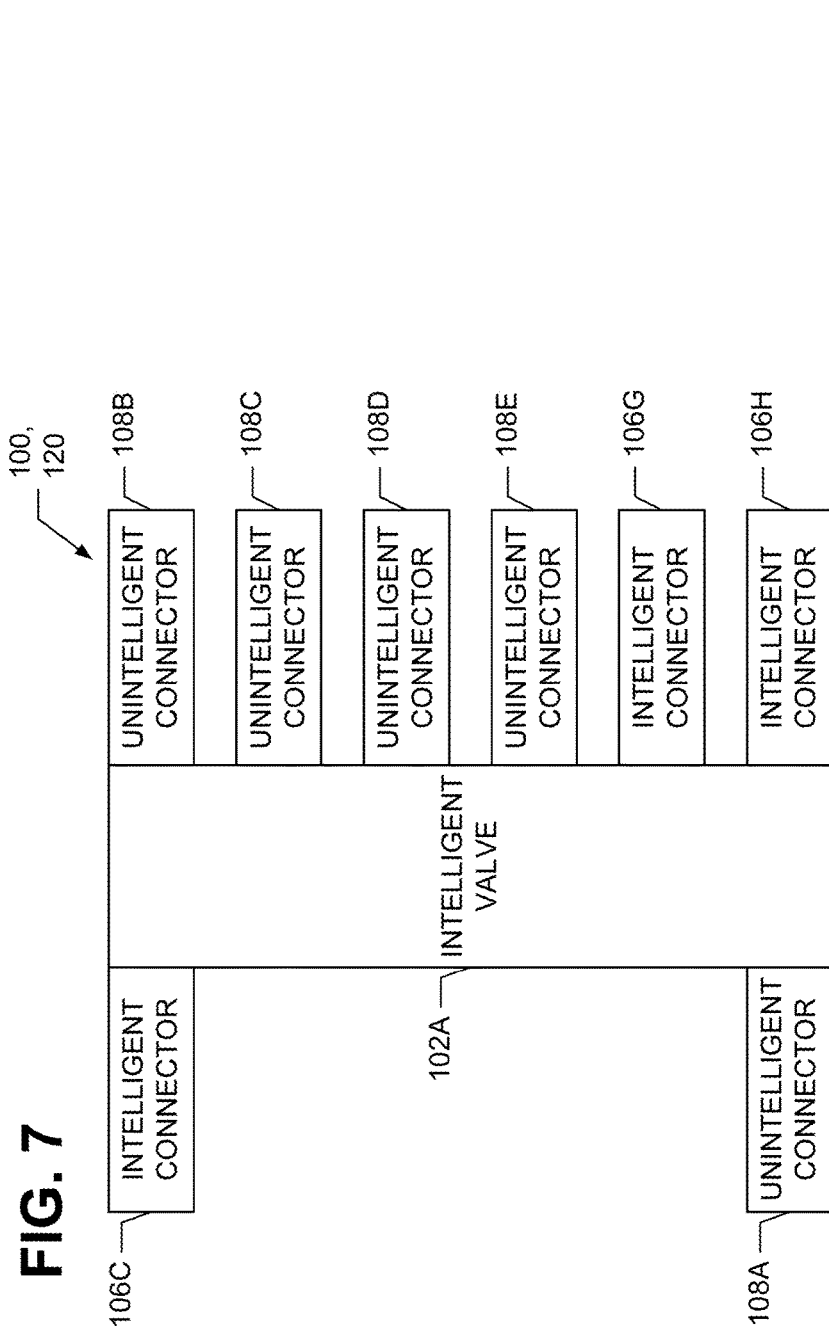 FIG. 7
100,
120
106C
INTELLIGENT
CONNECTOR
108A
UNINTELLIGENT
CONNECTOR
102A
INTELLIGENT
VALVE
UNINTELLIGENT
CONNECTOR
108B
UNINTELLIGENT
CONNECTOR
108C
UNINTELLIGENT
CONNECTOR
108D
UNINTELLIGENT
CONNECTOR
108E
INTELLIGENT
CONNECTOR
106G
INTELLIGENT
CONNECTOR
106H